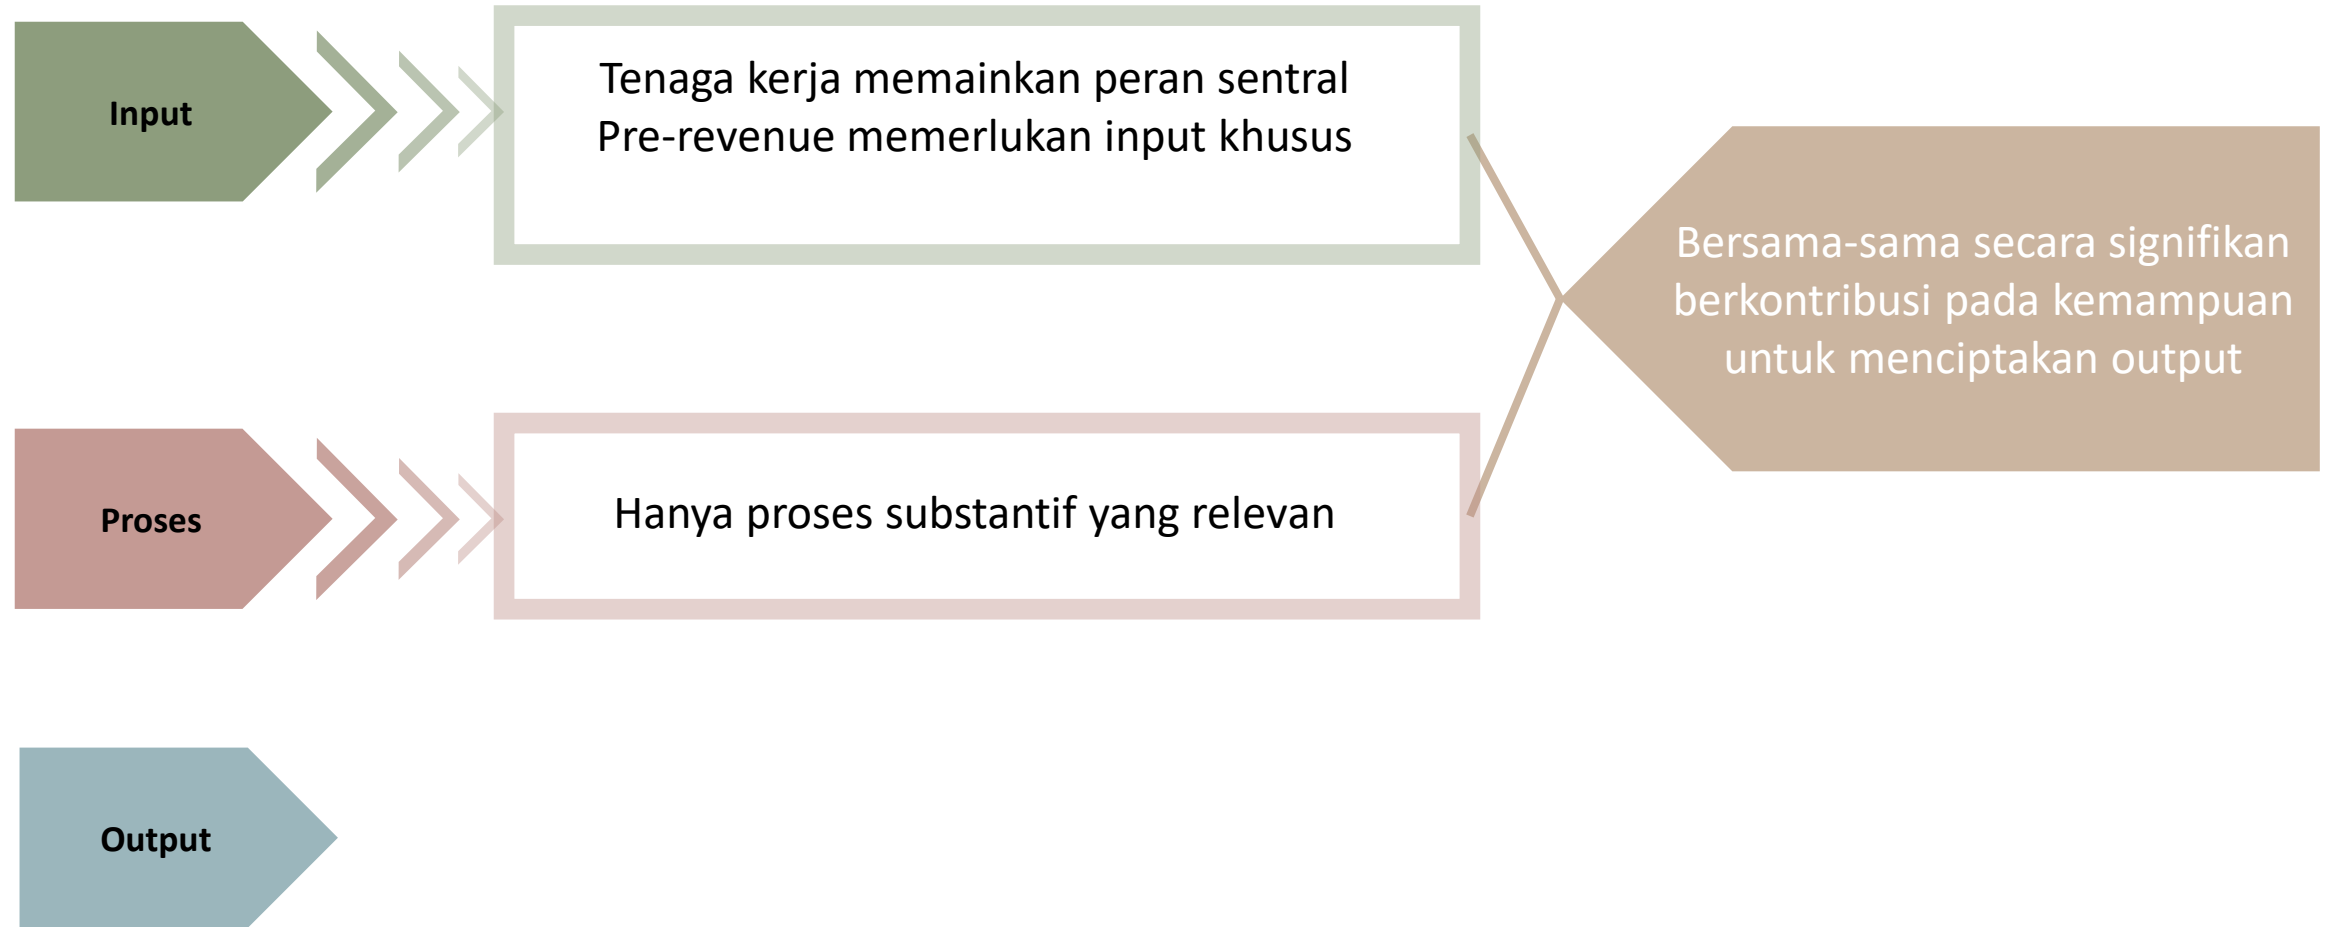 Input
Tenaga kerja memainkan peran sentral
Pre-revenue memerlukan input khusus
Bersama-sama secara signifikan
berkontribusi pada kemampuan
untuk menciptakan output
Proses
Hanya proses substantif yang relevan
Output